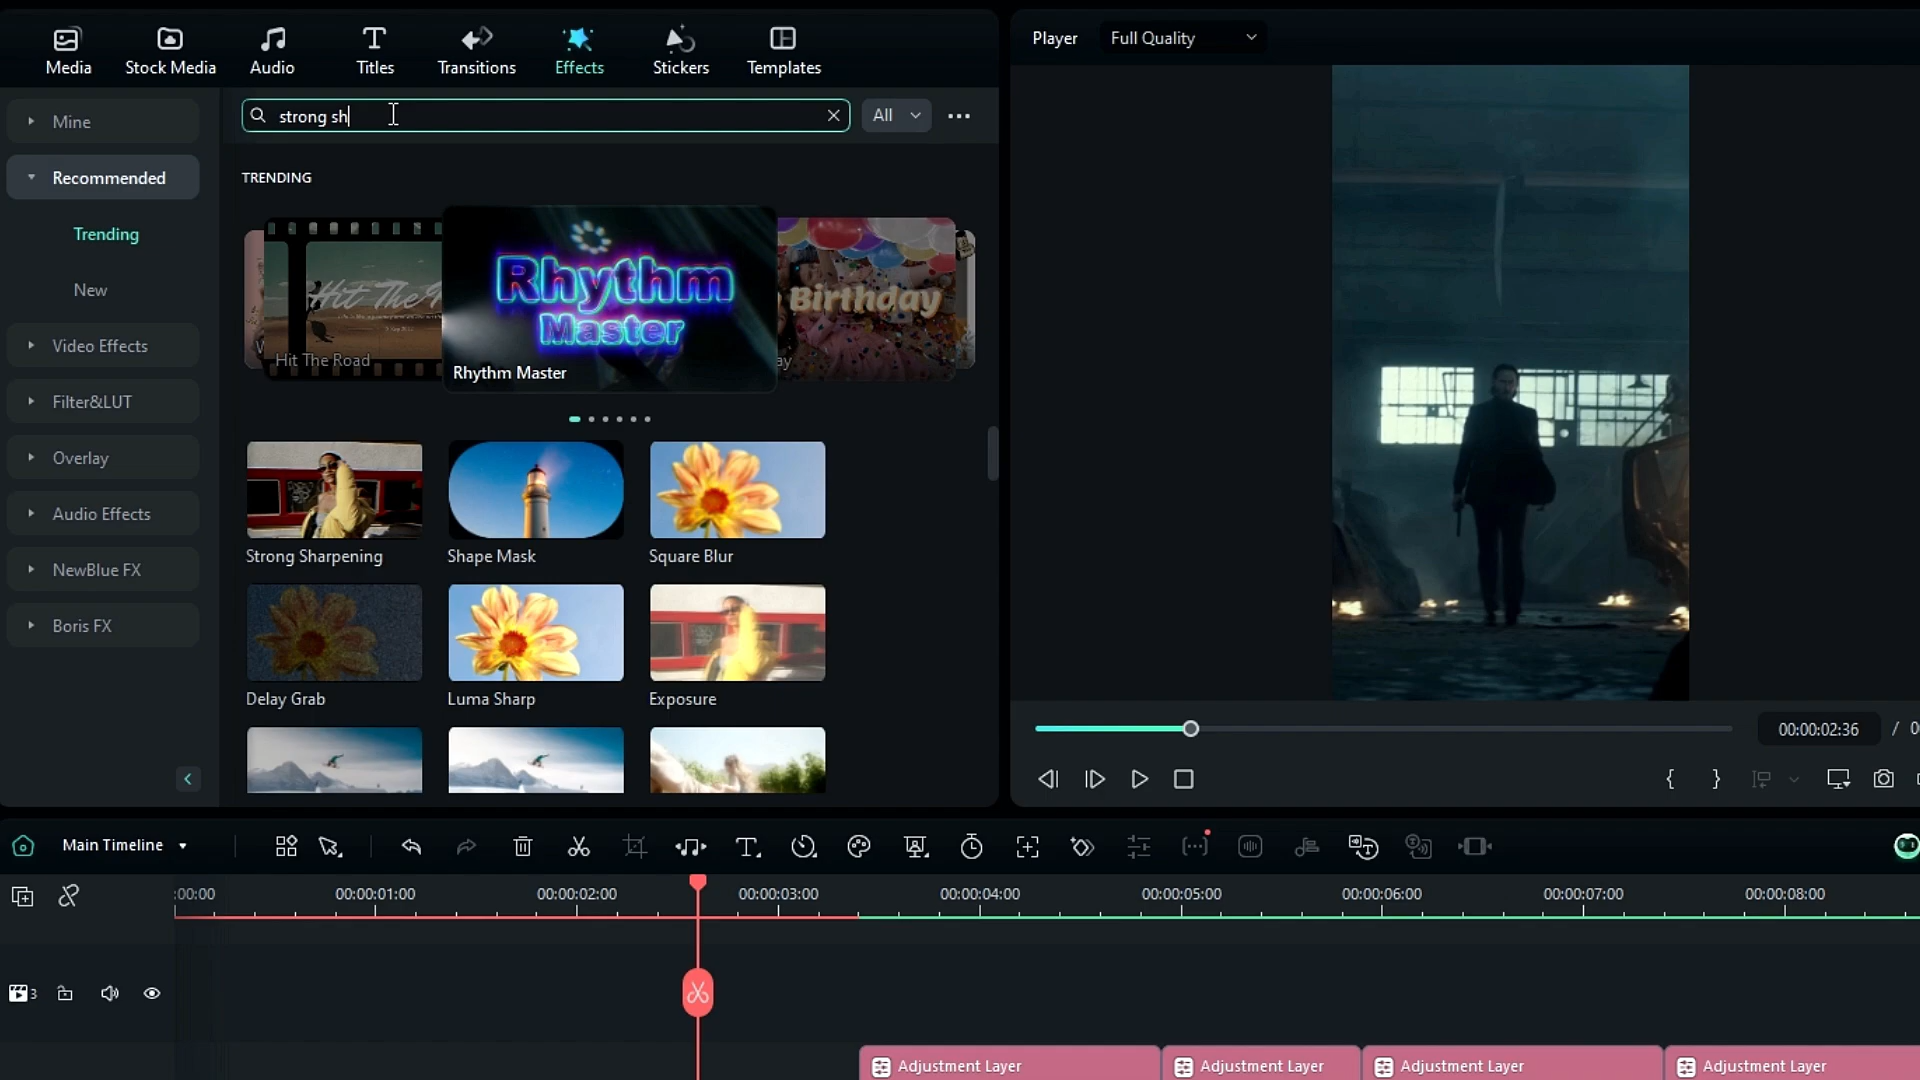 Media
Stock Media
Audio
Titles
Transitions
Effects
Stickers
Templates
Player
Full Quality
Mine
Recommended
Trending
New
Video Effects
Filter&LUT
Overlay
Audio Effects
NewBlue FX
Boris FX
strong sh
All
TRENDING
Hit The
Hit The Road
Rhythm
Master
Rhythm Master
Birthday
ay
Strong Sharpening
Shape Mask
Square Blur
Delay Grab
Luma Sharp
Exposure
00:00:02:36
/
Main Timeline
:00:00
00:00:01:00
00:00:02:00
00:00:03:00
00:00:04:00
00:00:05:00
00:00:06:00
00:00:07:00
00:00:08:00
3
Adjustment Layer
Adjustment Layer
Adjustment Layer
Adjustment Layer